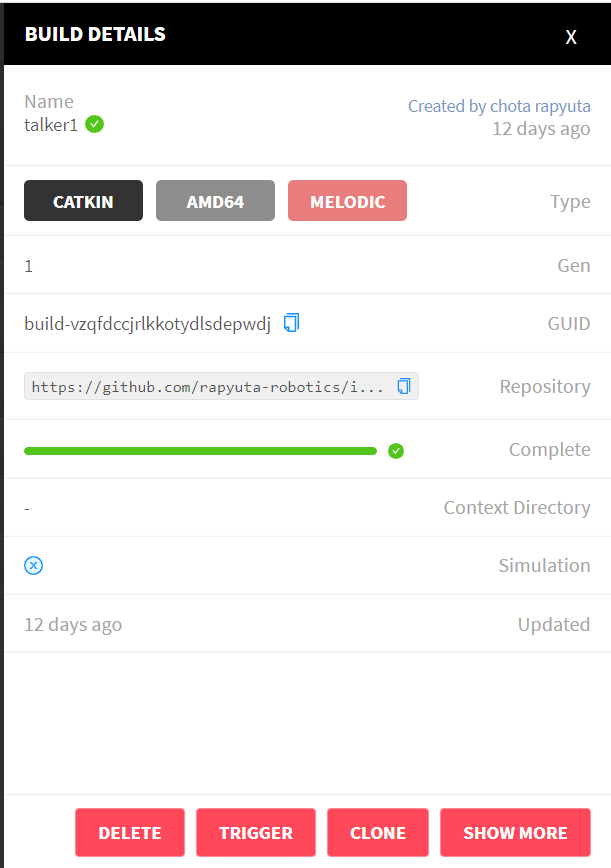 BUILD DETAILS X
Name
talker1
Created by chota rapyuta
12 days ago
CATKIN AMD64 MELODIC Type
1 Gen
build-vzqfdccjrlkkotydlsdepwdj GUID
https://github.com/rapyuta-robotics/i... Repository
Complete
- Context Directory
Simulation
12 days ago Updated
DELETE TRIGGER CLONE SHOW MORE